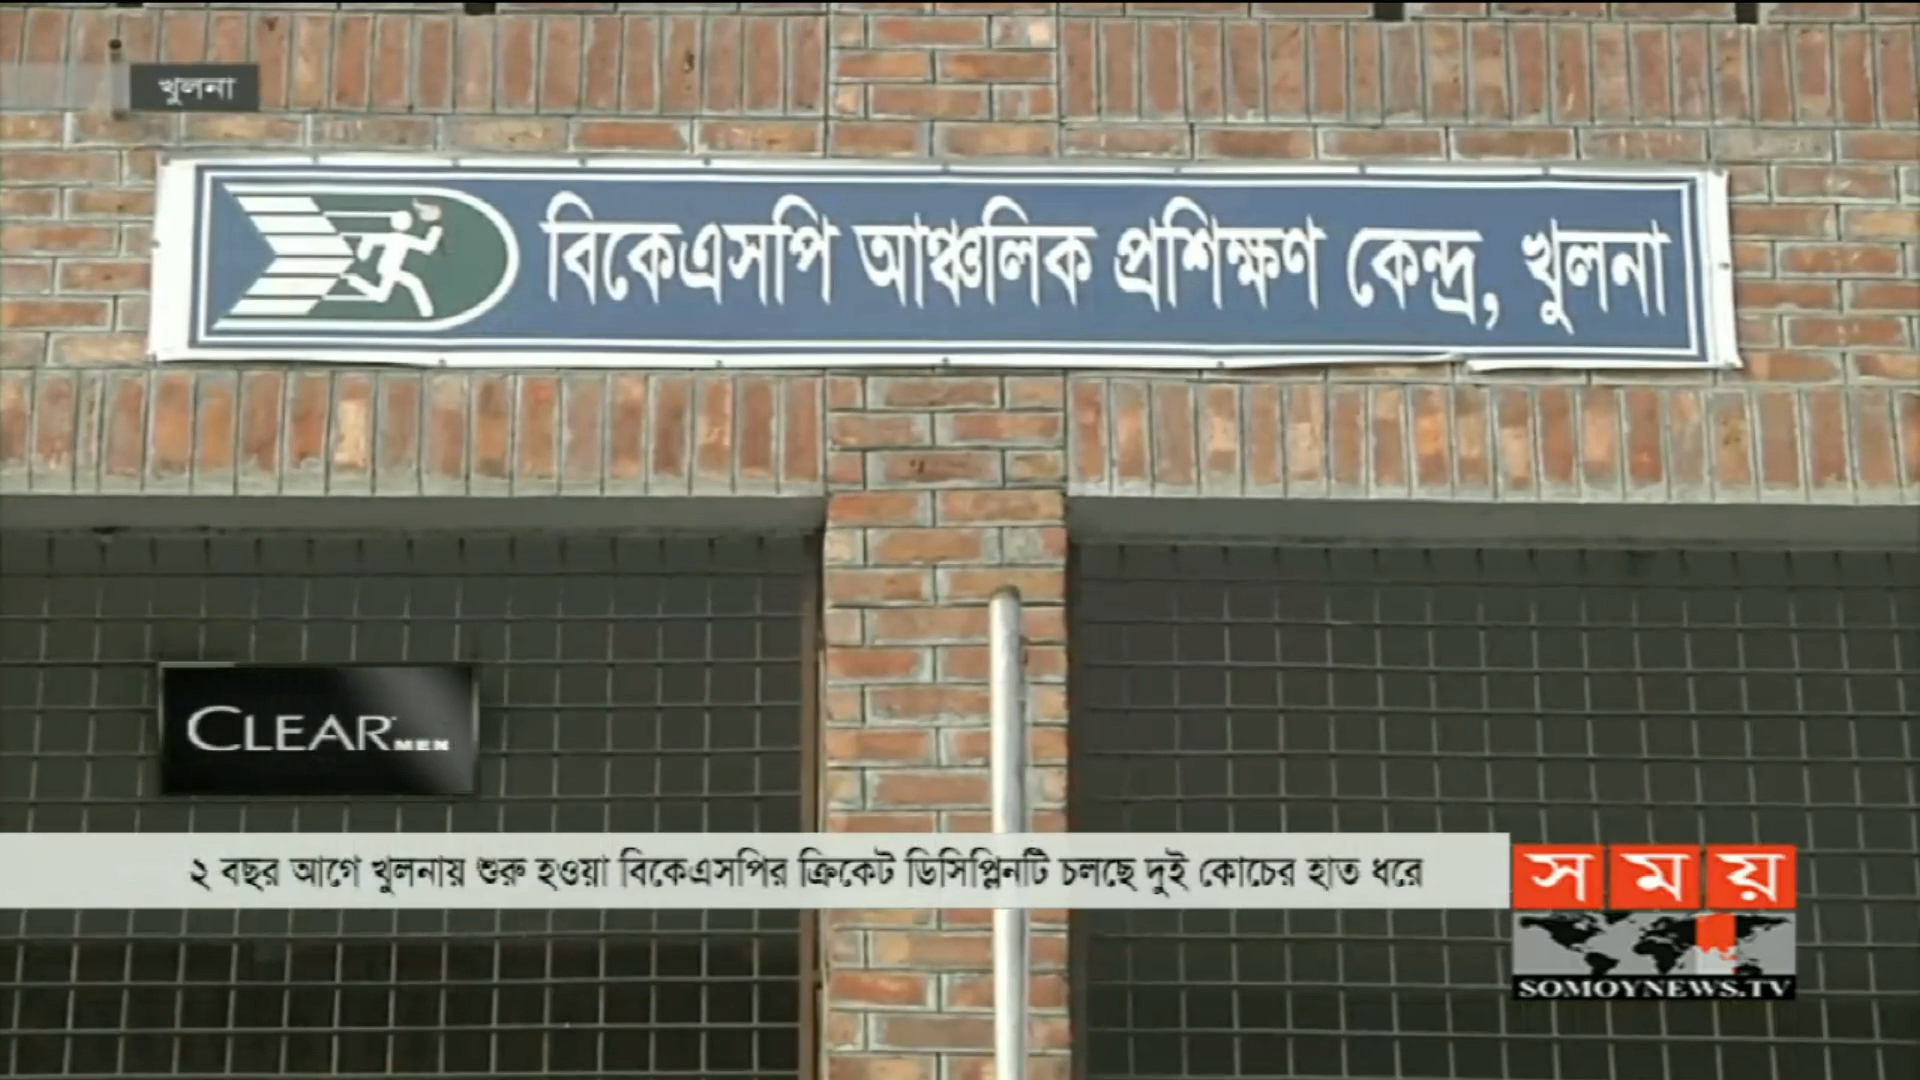 খুলনা
বিকেএসপি আঞ্চলিক প্রশিক্ষণ কেন্দ্র, খুলনা
CLEAR MEN
২ বছর আগে খুলনায় শুরু হওয়া বিকেএসপির ক্রিকেট ডিসিপ্লিনটি চলছে দুই কোচের হাত ধরে
সময়
SOMOYNEWS.TV